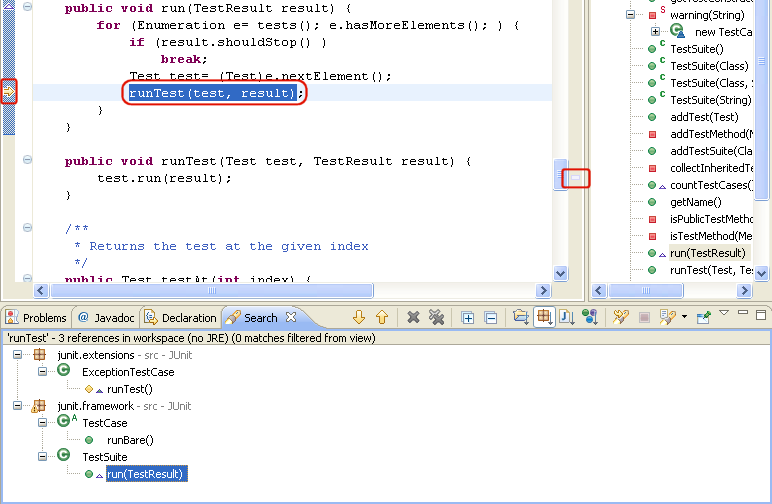 public void run(TestResult result) {
for (Enumeration e= tests(); e.hasMoreElements(); ) {
if (result.shouldStop() )
break;
Test test= (Test)e.nextElement();
runTest(test, result);
}
}
public void runTest(Test test, TestResult result) {
test.run(result);
}
/**
* Returns the test at the given index
*/
public Test testAt(int index) {
warning(String)
new TestCa
TestSuite()
TestSuite(Class)
TestSuite(Class, S
TestSuite(String)
addTest(Test)
addTestMethod(M
addTestSuite(Cla
collectInheritedTe
countTestCases()
getName()
isPublicTestMetho
isTestMethod(Me
run(TestResult)
runTest(Test, Tes
Problems
@ Javadoc
Declaration
Search
'runTest' - 3 references in workspace (no JRE) (0 matches filtered from view)
junit.extensions - src - JUnit
ExceptionTestCase
runTest()
junit.framework - src - JUnit
TestCase
runBare()
TestSuite
run(TestResult)